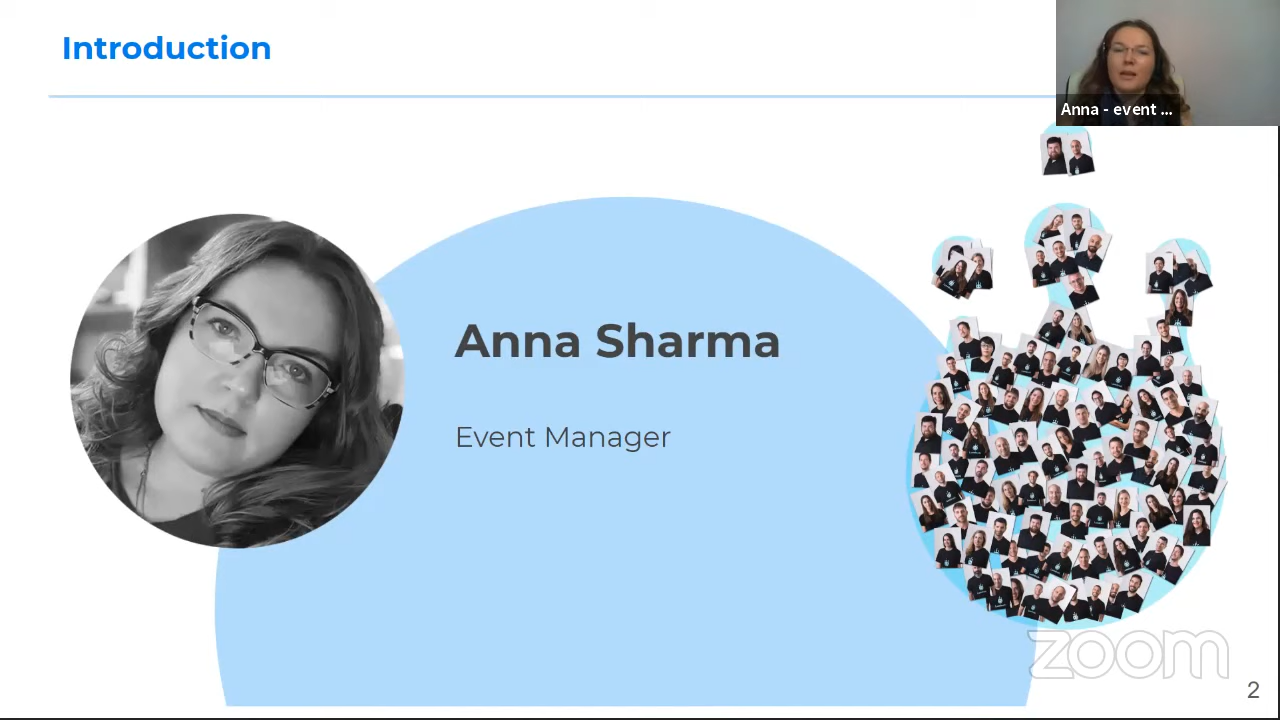 Introduction
Anna - event ...
Anna Sharma
Event Manager
zoom
2